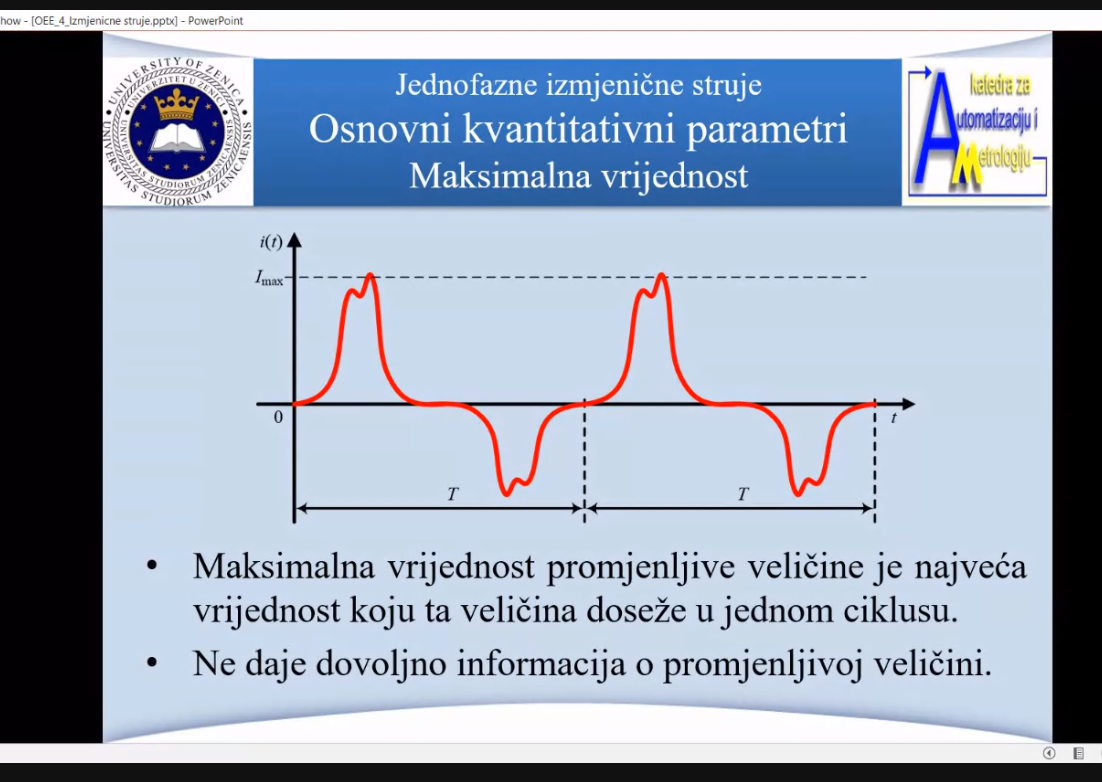 how - [OEE_4_Izmjenicne struje.pptx] - PowerPoint
UNIVERSITY OF ZENICA
UNIVERZITET U ZENICI
STUDIORUM
UNIVERSITAS STUDIORUM ZENICAENSIS
Jednofazne izmjenične struje
Osnovni kvantitativni parametri
Maksimalna vrijednost
katedra za
Automatizaciju i
Metrologiju
i(t)
Imax
0
t
T
T
• Maksimalna vrijednost promjenljive veličine je najveća
vrijednost koju ta veličina doseže u jednom ciklusu.
• Ne daje dovoljno informacija o promjenljivoj veličini.